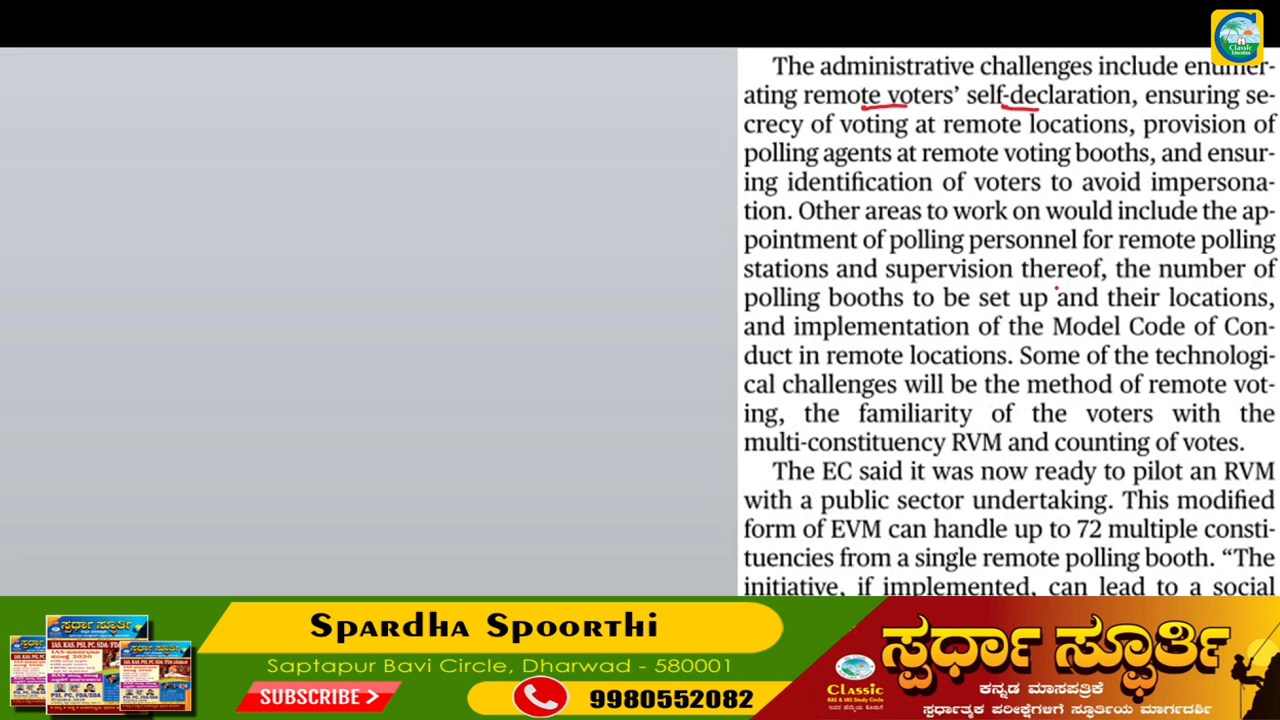 Classic
Education
The administrative challenges include enumer-
ating remote voters’ self-declaration, ensuring se-
crecy of voting at remote locations, provision of
polling agents at remote voting booths, and ensur-
ing identification of voters to avoid impersona-
tion. Other areas to work on would include the ap-
pointment of polling personnel for remote polling
stations and supervision thereof, the number of
polling booths to be set up and their locations,
and implementation of the Model Code of Con-
duct in remote locations. Some of the technologi-
cal challenges will be the method of remote vot-
ing, the familiarity of the voters with the
multi-constituency RVM and counting of votes.
The EC said it was now ready to pilot an RVM
with a public sector undertaking. This modified
form of EVM can handle up to 72 multiple consti-
tuencies from a single remote polling booth. “The
initiative, if implemented, can lead to a social
ಸ್ಪರ್ಧಾ ಸ್ಫೂರ್ತಿ
Spardha Spoorthi
Saptapur Bavi Circle, Dharwad - 580001
SUBSCRIBE >
9980552082
ಸ್ಪರ್ಧಾ ಸ್ಫೂರ್ತಿ
Classic
KAS & IAS Study Circle
ಕನ್ನಡ ಮಾಸಪತ್ರಿಕೆ
ಸ್ಪರ್ಧಾತ್ಮಕ ಪರೀಕ್ಷೆಗಳಿಗೆ ಸ್ಫೂರ್ತಿಯ ಮಾರ್ಗದರ್ಶಿ